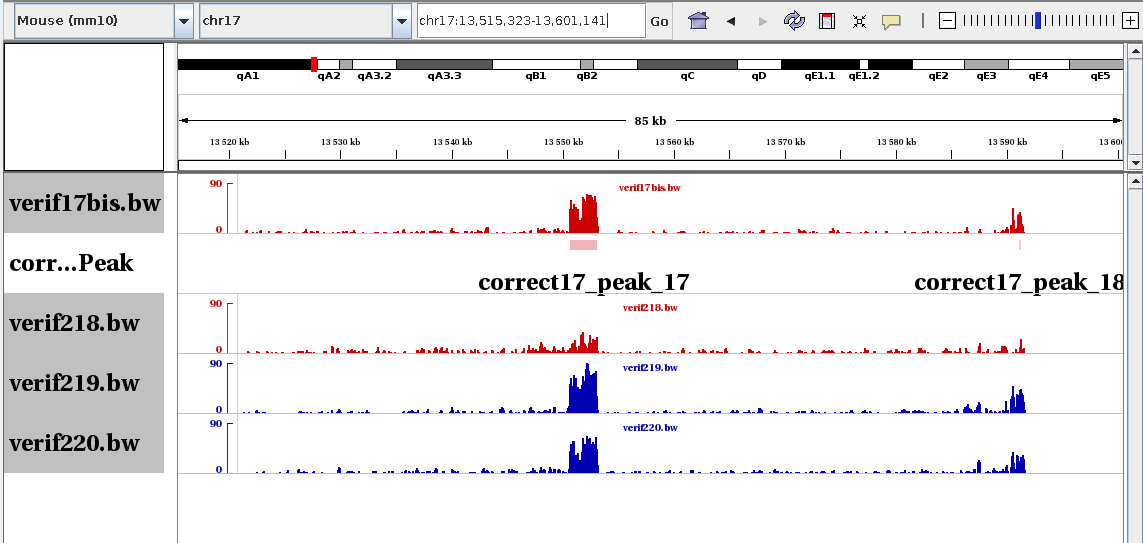 Mouse (mm10) chr17 chr17:13,515,323-13,601,141 Go
qA1 qA2 qA3.2 qA3.3 qB1 qB2 qC qD qE1.1 qE1.2 qE2 qE3 qE4 qE5
85 kb
13 520 kb 13 530 kb 13 540 kb 13 550 kb 13 560 kb 13 570 kb 13 580 kb 13 590 kb 13 600
verif17bis.bw 90 0 verif17bis.bw
corr...Peak
correct17_peak_17 correct17_peak_18
verif218.bw 90 0 verif218.bw
verif219.bw 90 0 verif219.bw
verif220.bw 90 0 verif220.bw